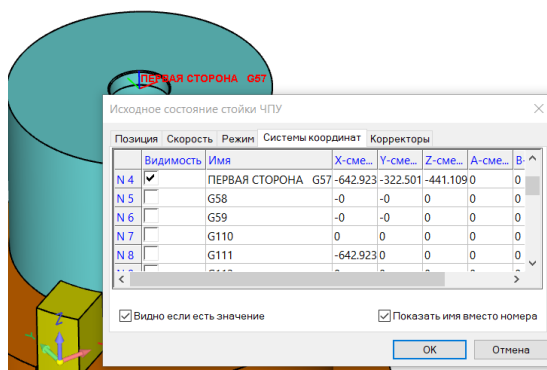 ПЕРВАЯ СТОРОНА G57
Исходное состояние стойки ЧПУ
Позиция Скорость Режим Системы координат Корректоры
Видимость Имя X-сме... Y-сме... Z-сме... A-сме... B-
N 4 ПЕРВАЯ СТОРОНА G57 -642.923 -322.501 -441.109 0 0
N 5 G58 -0 -0 0 0 0
N 6 G59 -0 -0 0 0 0
N 7 G110 0 0 0 0 0
N 8 G111 -642.923 0 0 0 0
Видно если есть значение Показать имя вместо номера
OK Отмена
Z